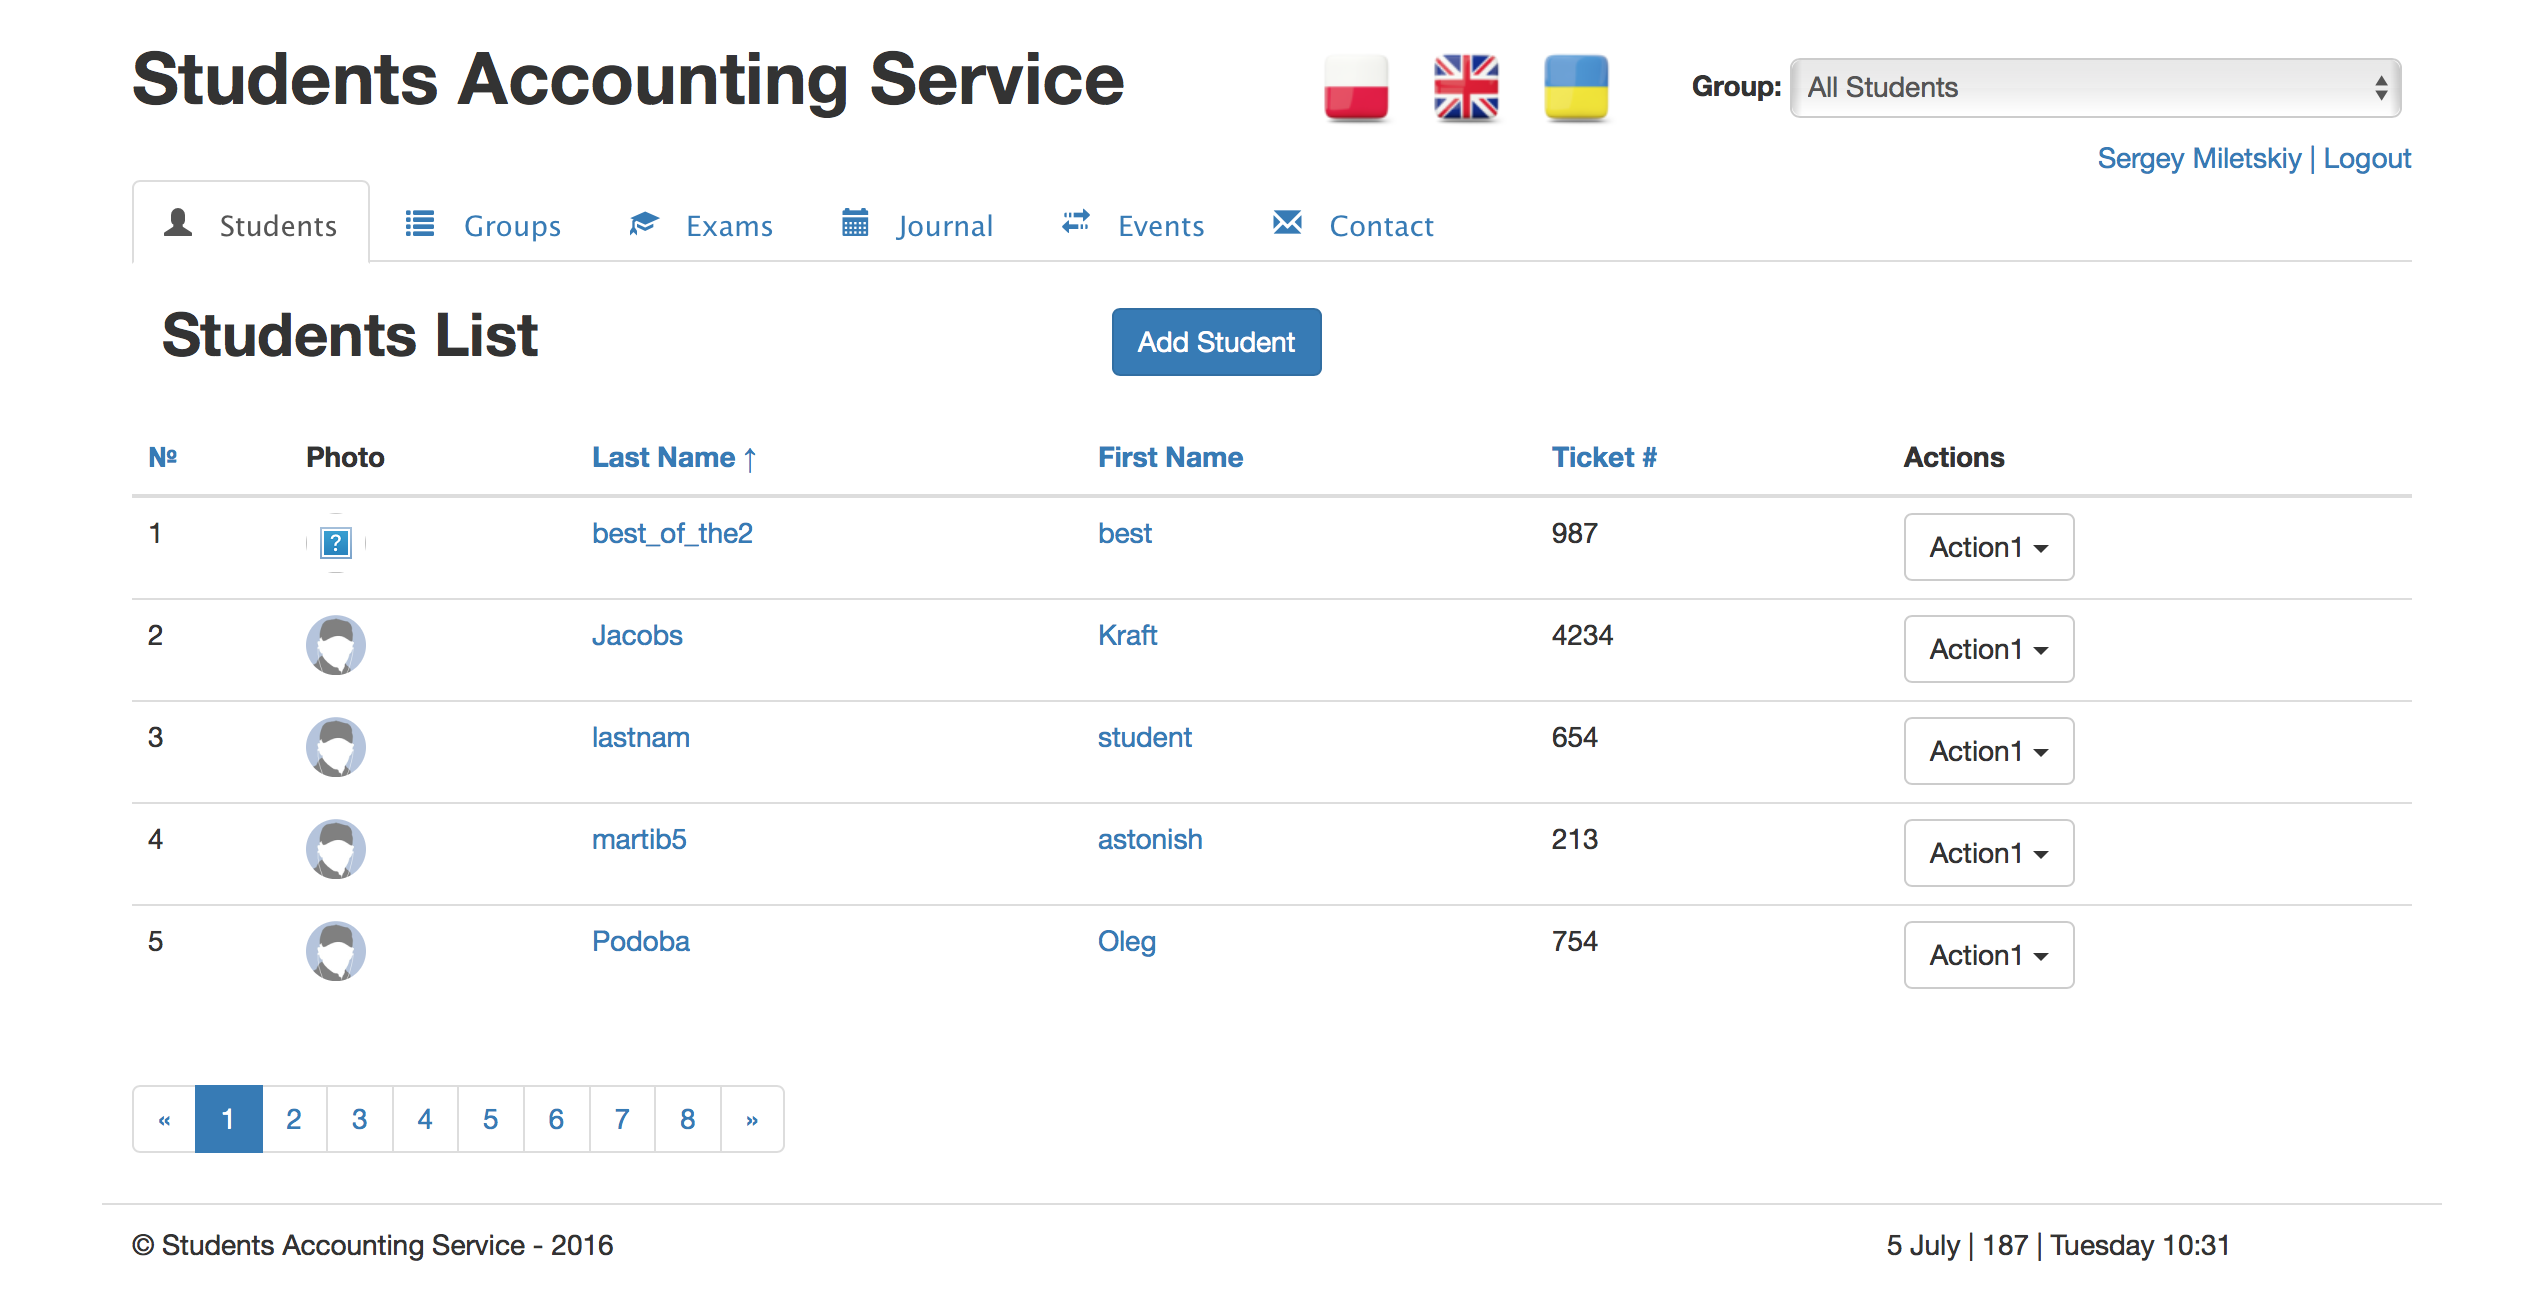 Students Accounting Service
Group: All Students
Sergey Miletskiy | Logout
Students Groups Exams Journal Events Contact
Students List Add Student
№ Photo Last Name ↑ First Name Ticket # Actions
1 ? best_of_the2 best 987 Action1
2 Jacobs Kraft 4234 Action1
3 lastnam student 654 Action1
4 martib5 astonish 213 Action1
5 Podoba Oleg 754 Action1
« 1 2 3 4 5 6 7 8 »
© Students Accounting Service - 2016 5 July | 187 | Tuesday 10:31